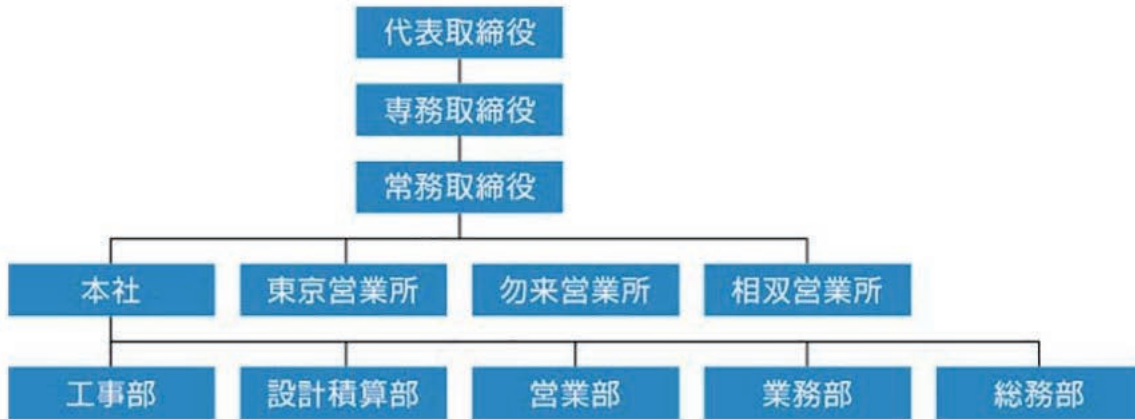 代表取締役
専務取締役
常務取締役
本社
東京営業所
勿来営業所
相双営業所
工事部
設計積算部
営業部
業務部
総務部